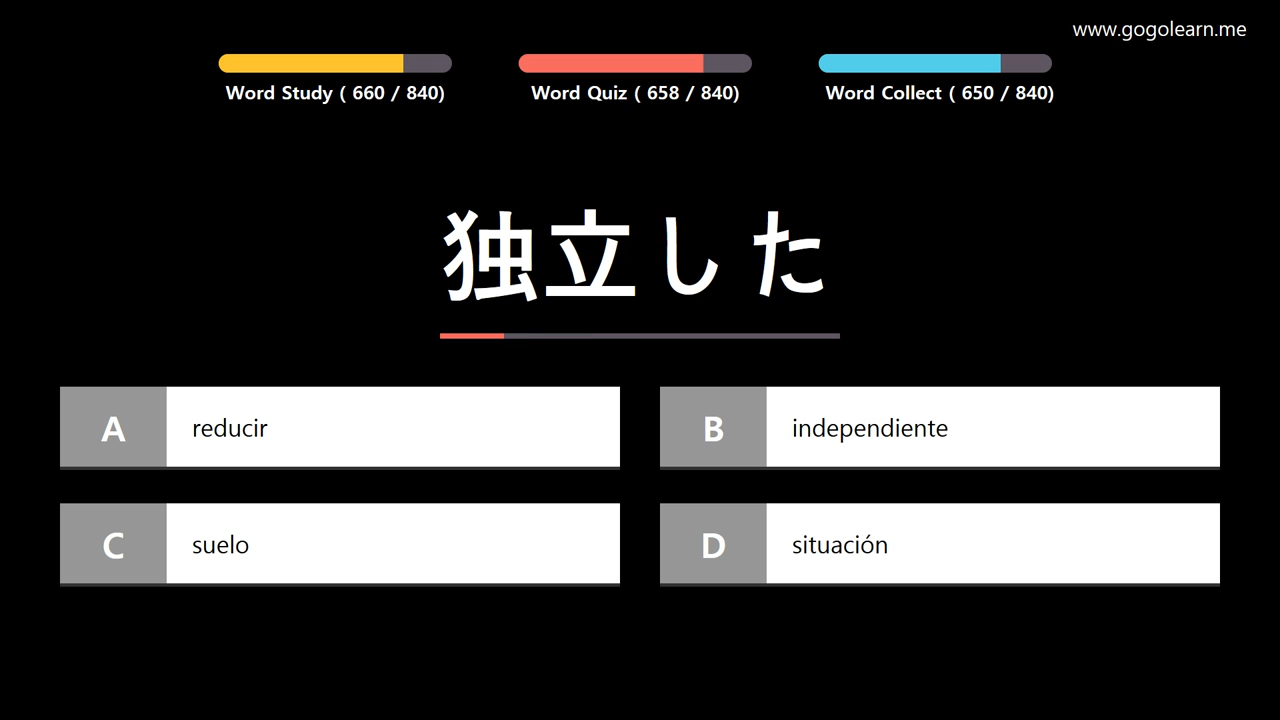 www.gogolearn.me
Word Study ( 660 / 840)
Word Quiz ( 658 / 840)
Word Collect ( 650 / 840)
独立した
A reducir
B independiente
C suelo
D situación